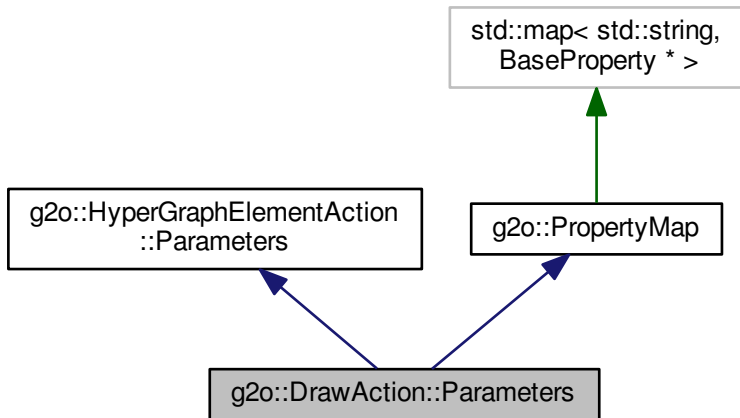 std::map< std::string,
BaseProperty * >
g2o::HyperGraphElementAction
::Parameters
g2o::PropertyMap
g2o::DrawAction::Parameters